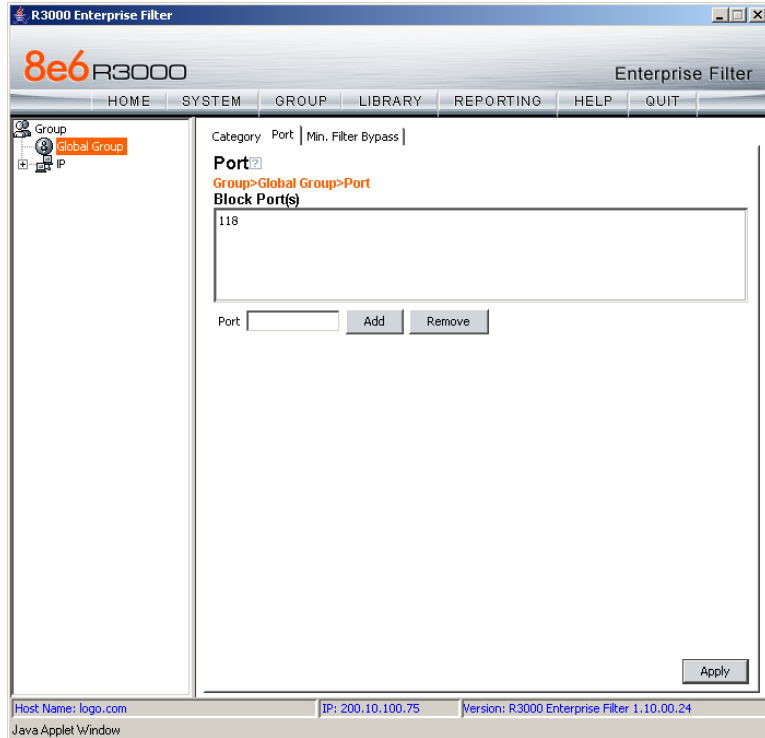 R3000 Enterprise Filter
8e6 R3000
Enterprise Filter
HOME SYSTEM GROUP LIBRARY REPORTING HELP QUIT
Group
Global Group
IP
Category Port Min. Filter Bypass
Port ?
Group>Global Group>Port
Block Port(s)
118
Port Add Remove
Apply
Host Name: logo.com IP: 200.10.100.75 Version: R3000 Enterprise Filter 1.10.00.24
Java Applet Window